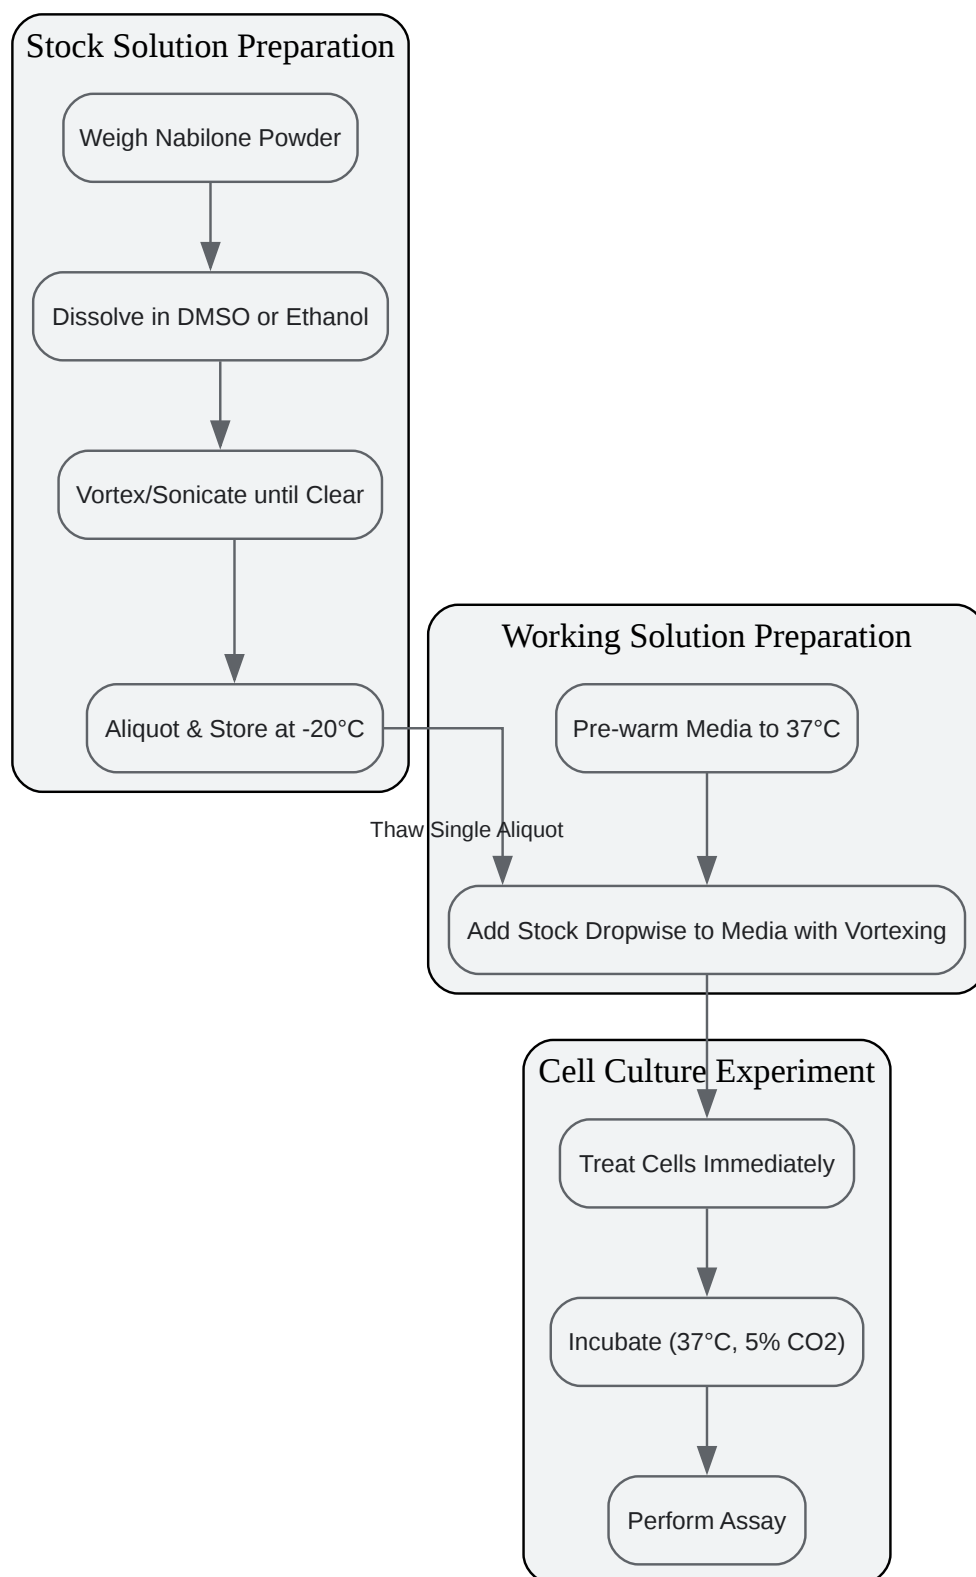 Stock Solution Preparation
Weigh Nabilone Powder
Dissolve in DMSO or Ethanol
Vortex/Sonicate until Clear
Aliquot & Store at -20°C
Thaw Single Aliquot
Working Solution Preparation
Pre-warm Media to 37°C
Add Stock Dropwise to Media with Vortexing
Cell Culture Experiment
Treat Cells Immediately
Incubate (37°C, 5% CO2)
Perform Assay